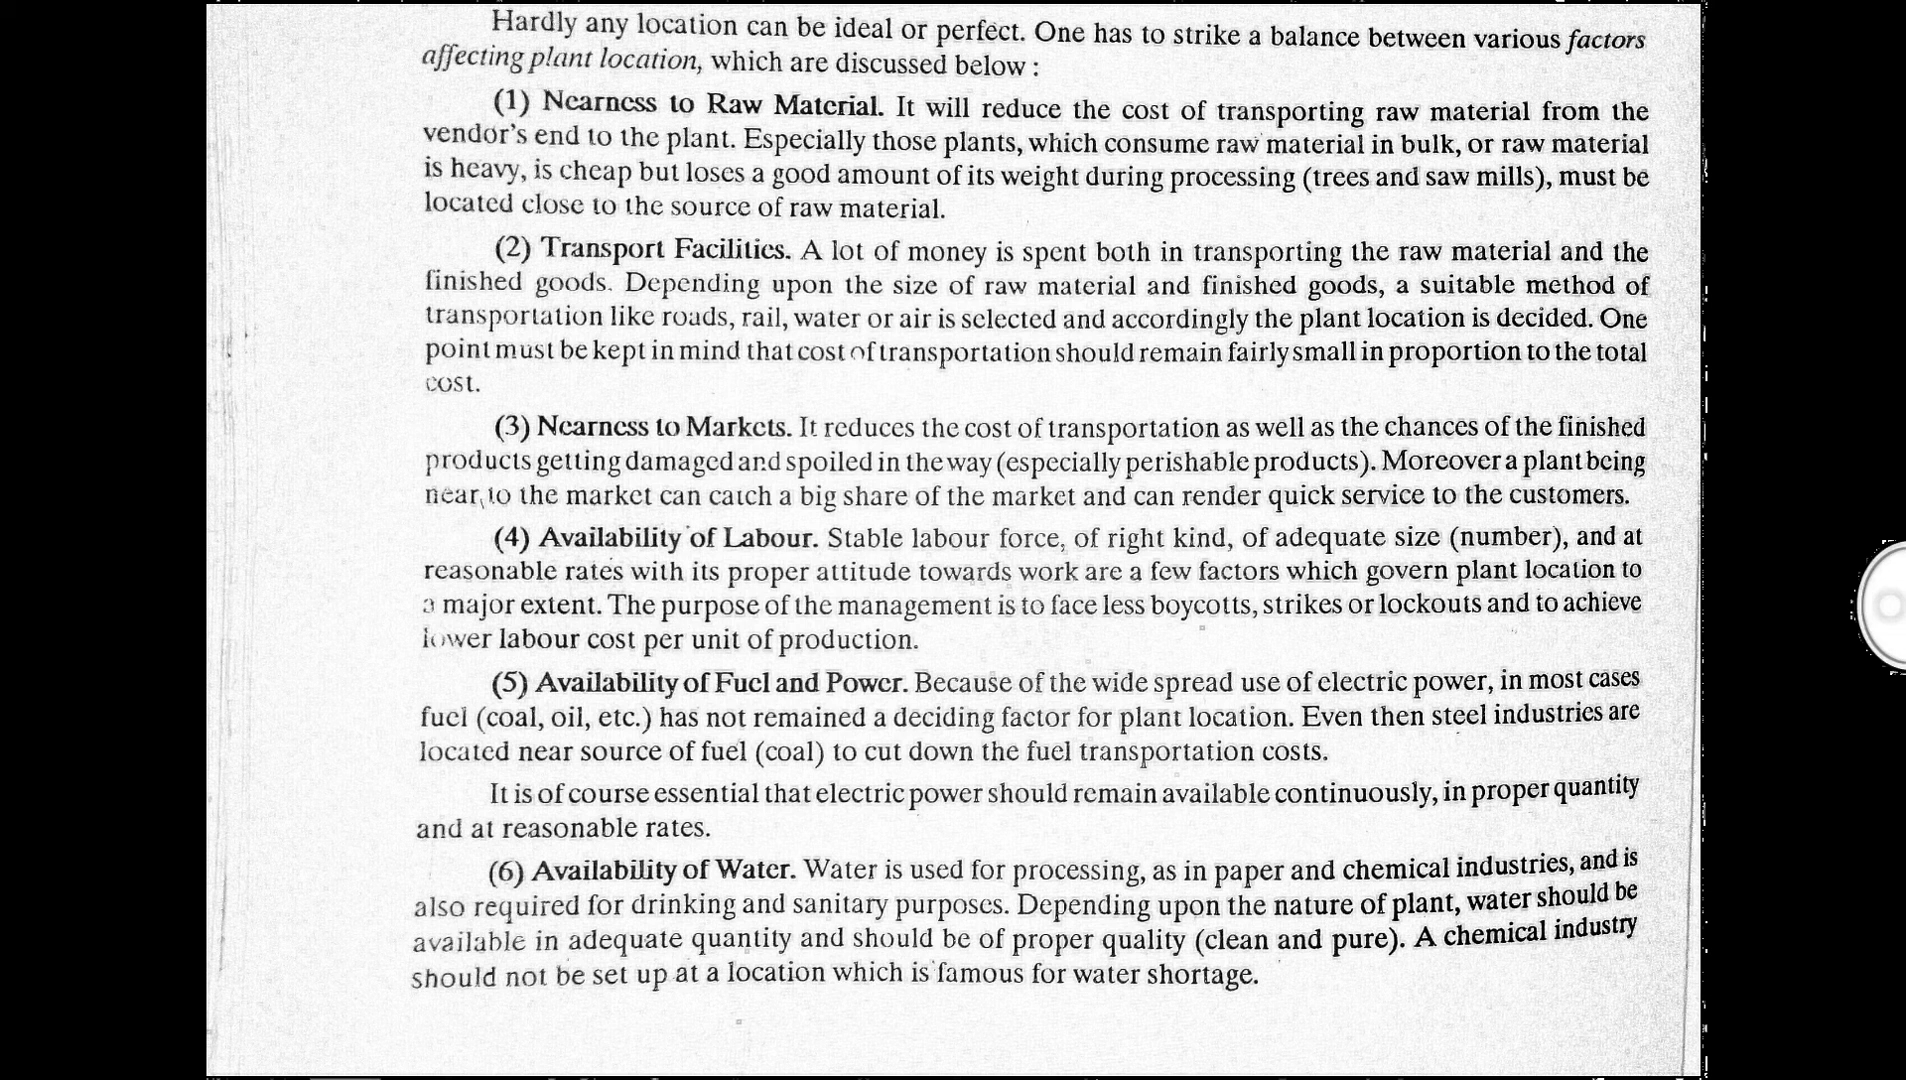 Hardly any location can be ideal or perfect. One has to strike a balance between various factors
affecting plant location, which are discussed below :
(1) Nearness to Raw Material. It will reduce the cost of transporting raw material from the
vendor's end to the plant. Especially those plants, which consume raw material in bulk, or raw material
is heavy, is cheap but loses a good amount of its weight during processing (trees and saw mills), must be
located close to the source of raw material.
(2) Transport Facilities. A lot of money is spent both in transporting the raw material and the
finished goods. Depending upon the size of raw material and finished goods, a suitable method of
transportation like roads, rail, water or air is selected and accordingly the plant location is decided. One
point must be kept in mind that cost of transportation should remain fairly small in proportion to the total
cost.
(3) Nearness to Markets. It reduces the cost of transportation as well as the chances of the finished
products getting damaged and spoiled in the way (especially perishable products). Moreover a plant being
near to the market can catch a big share of the market and can render quick service to the customers.
(4) Availability of Labour. Stable labour force, of right kind, of adequate size (number), and at
reasonable rates with its proper attitude towards work are a few factors which govern plant location to
a major extent. The purpose of the management is to face less boycotts, strikes or lockouts and to achieve
lower labour cost per unit of production.
(5) Availability of Fuel and Power. Because of the wide spread use of electric power, in most cases
fuel (coal, oil, etc.) has not remained a deciding factor for plant location. Even then steel industries are
located near source of fuel (coal) to cut down the fuel transportation costs.
It is of course essential that electric power should remain available continuously, in proper quantity
and at reasonable rates.
(6) Availability of Water. Water is used for processing, as in paper and chemical industries, and is
also required for drinking and sanitary purposes. Depending upon the nature of plant, water should be
available in adequate quantity and should be of proper quality (clean and pure). A chemical industry
should not be set up at a location which is famous for water shortage.